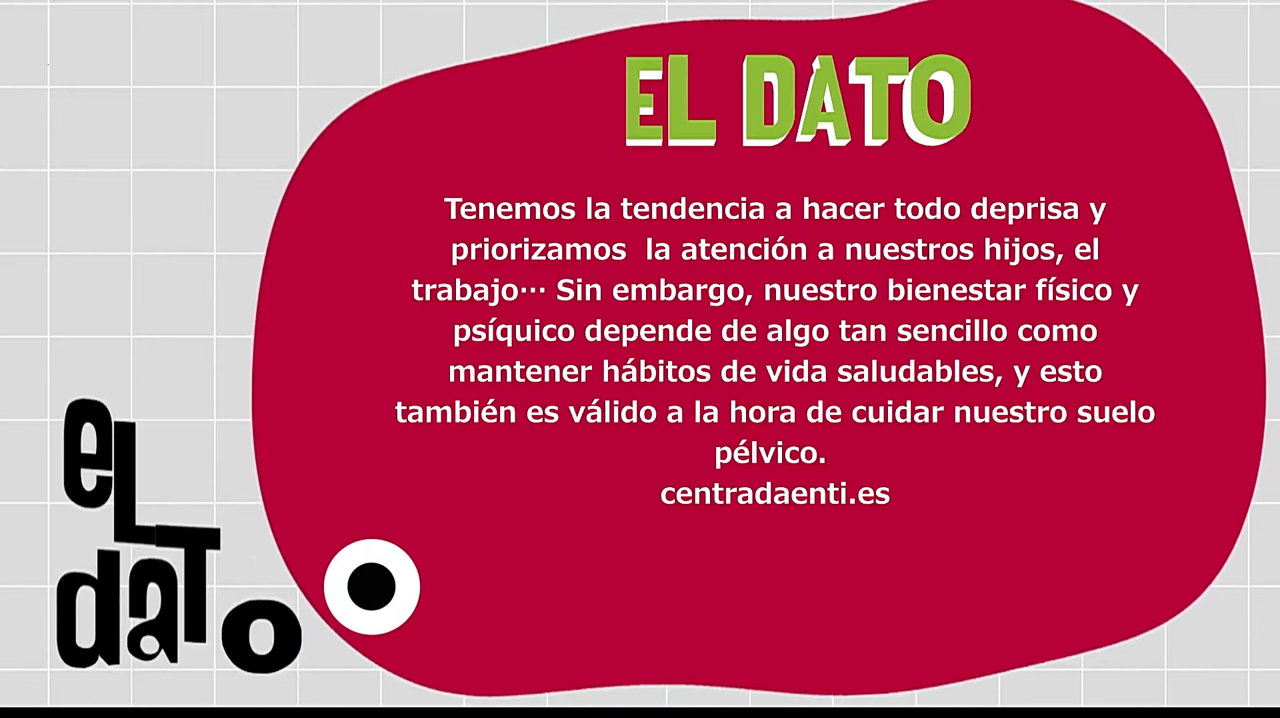 EL DATO
Tenemos la tendencia a hacer todo deprisa y
priorizamos  la atención a nuestros hijos, el
trabajo… Sin embargo, nuestro bienestar físico y
psíquico depende de algo tan sencillo como
mantener hábitos de vida saludables, y esto
también es válido a la hora de cuidar nuestro suelo
pélvico.
centradaenti.es
eL
daTo